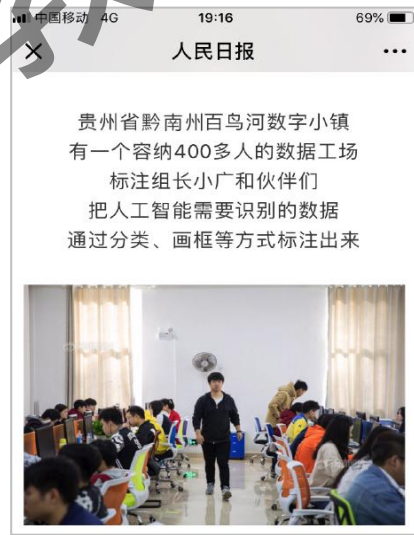 中国移动 4G 19:16 69%
人民日报
贵州省黔南州百鸟河数字小镇
有一个容纳400多人的数据工场
标注组长小广和伙伴们
把人工智能需要识别的数据
通过分类、画框等方式标注出来